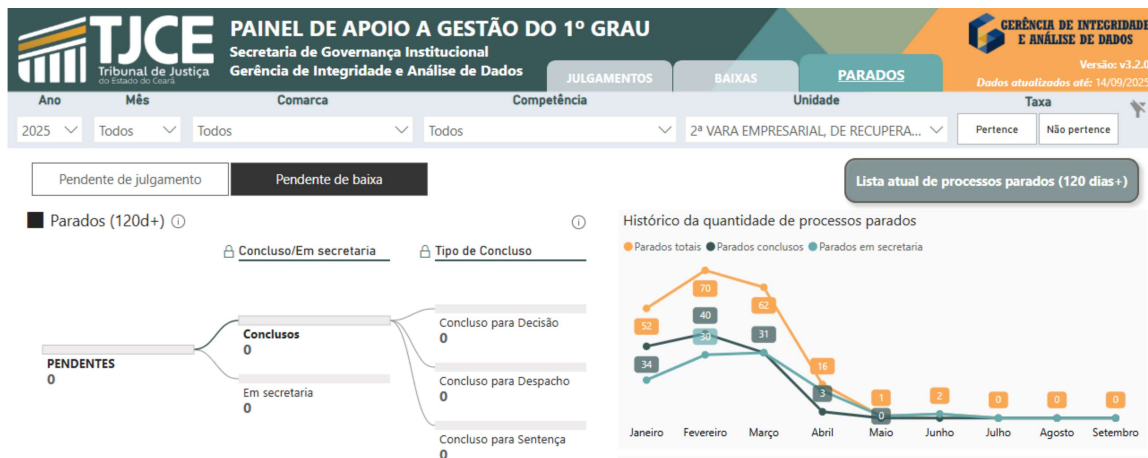 TJCE
Tribunal de Justiça
do Estado do Ceará
PAINEL DE APOIO A GESTÃO DO 1º GRAU
Secretaria de Governança Institucional
Gerência de Integridade e Análise de Dados
JULGAMENTOS
BAIXAS
PARADOS
GERÊNCIA DE INTEGRIDADE
E ANÁLISE DE DADOS
Versão: v3.2.0
Dados atualizados até: 14/09/2025
Ano Mês Comarca Competência Unidade Taxa
2025 Todos Todos Todos 2ª VARA EMPRESARIAL, DE RECUPERA... Pertence Não pertence
Pendente de julgamento Pendente de baixa
Lista atual de processos parados (120 dias+)
Parados (120d+)
Concluso/Em secretaria Tipo de Concluso
PENDENTES
0
Conclusos
0
Em secretaria
0
Concluso para Decisão
0
Concluso para Despacho
0
Concluso para Sentença
0
Histórico da quantidade de processos parados
Parados totais Parados conclusos Parados em secretaria
52 70 62 16 1 2 0 0 0
34 40 31 3 0
30
Janeiro Fevereiro Março Abril Maio Junho Julho Agosto Setembro